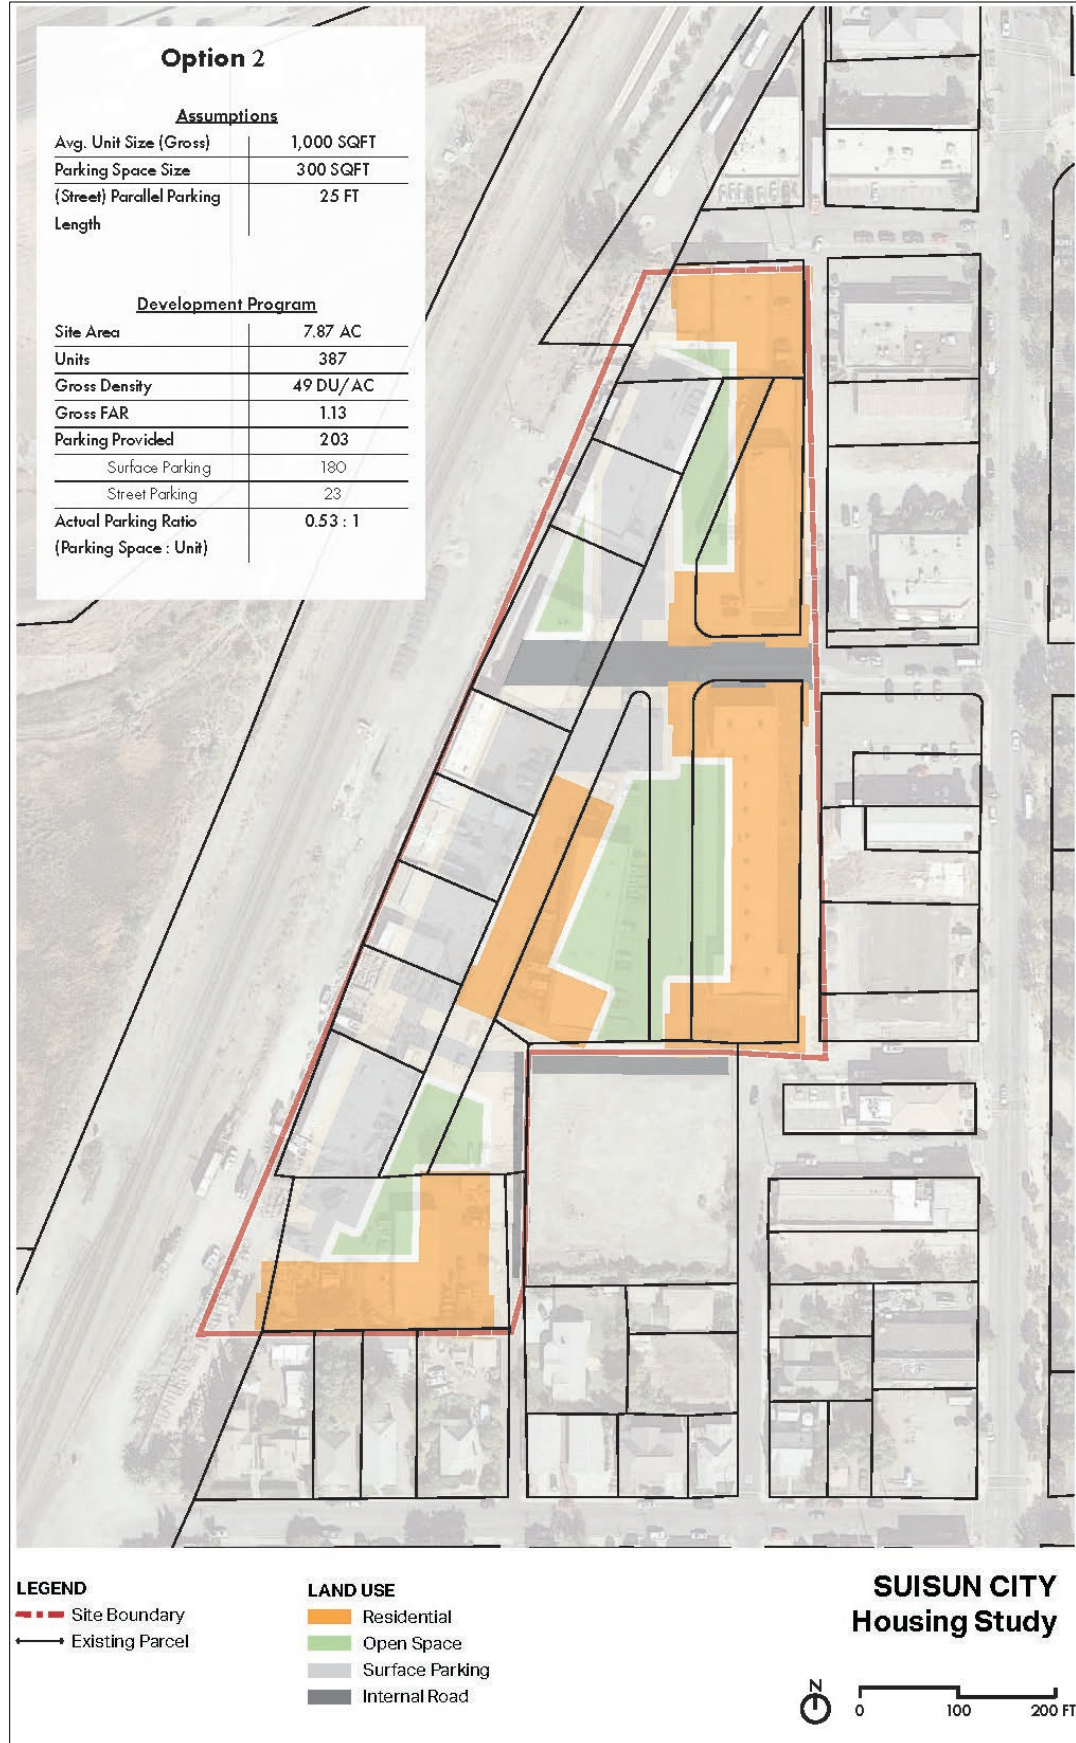 Option 2
Assumptions
Avg. Unit Size (Gross) 1,000 SQFT
Parking Space Size 300 SQFT
(Street) Parallel Parking 25 FT
Length
Development Program
Site Area 7.87 AC
Units 387
Gross Density 49 DU/AC
Gross FAR 1.13
Parking Provided 203
Surface Parking 180
Street Parking 23
Actual Parking Ratio 0.53 : 1
(Parking Space : Unit)
LEGEND
Site Boundary
Existing Parcel
LAND USE
Residential
Open Space
Surface Parking
Internal Road
SUISUN CITY
Housing Study
N
0 100 200 FT